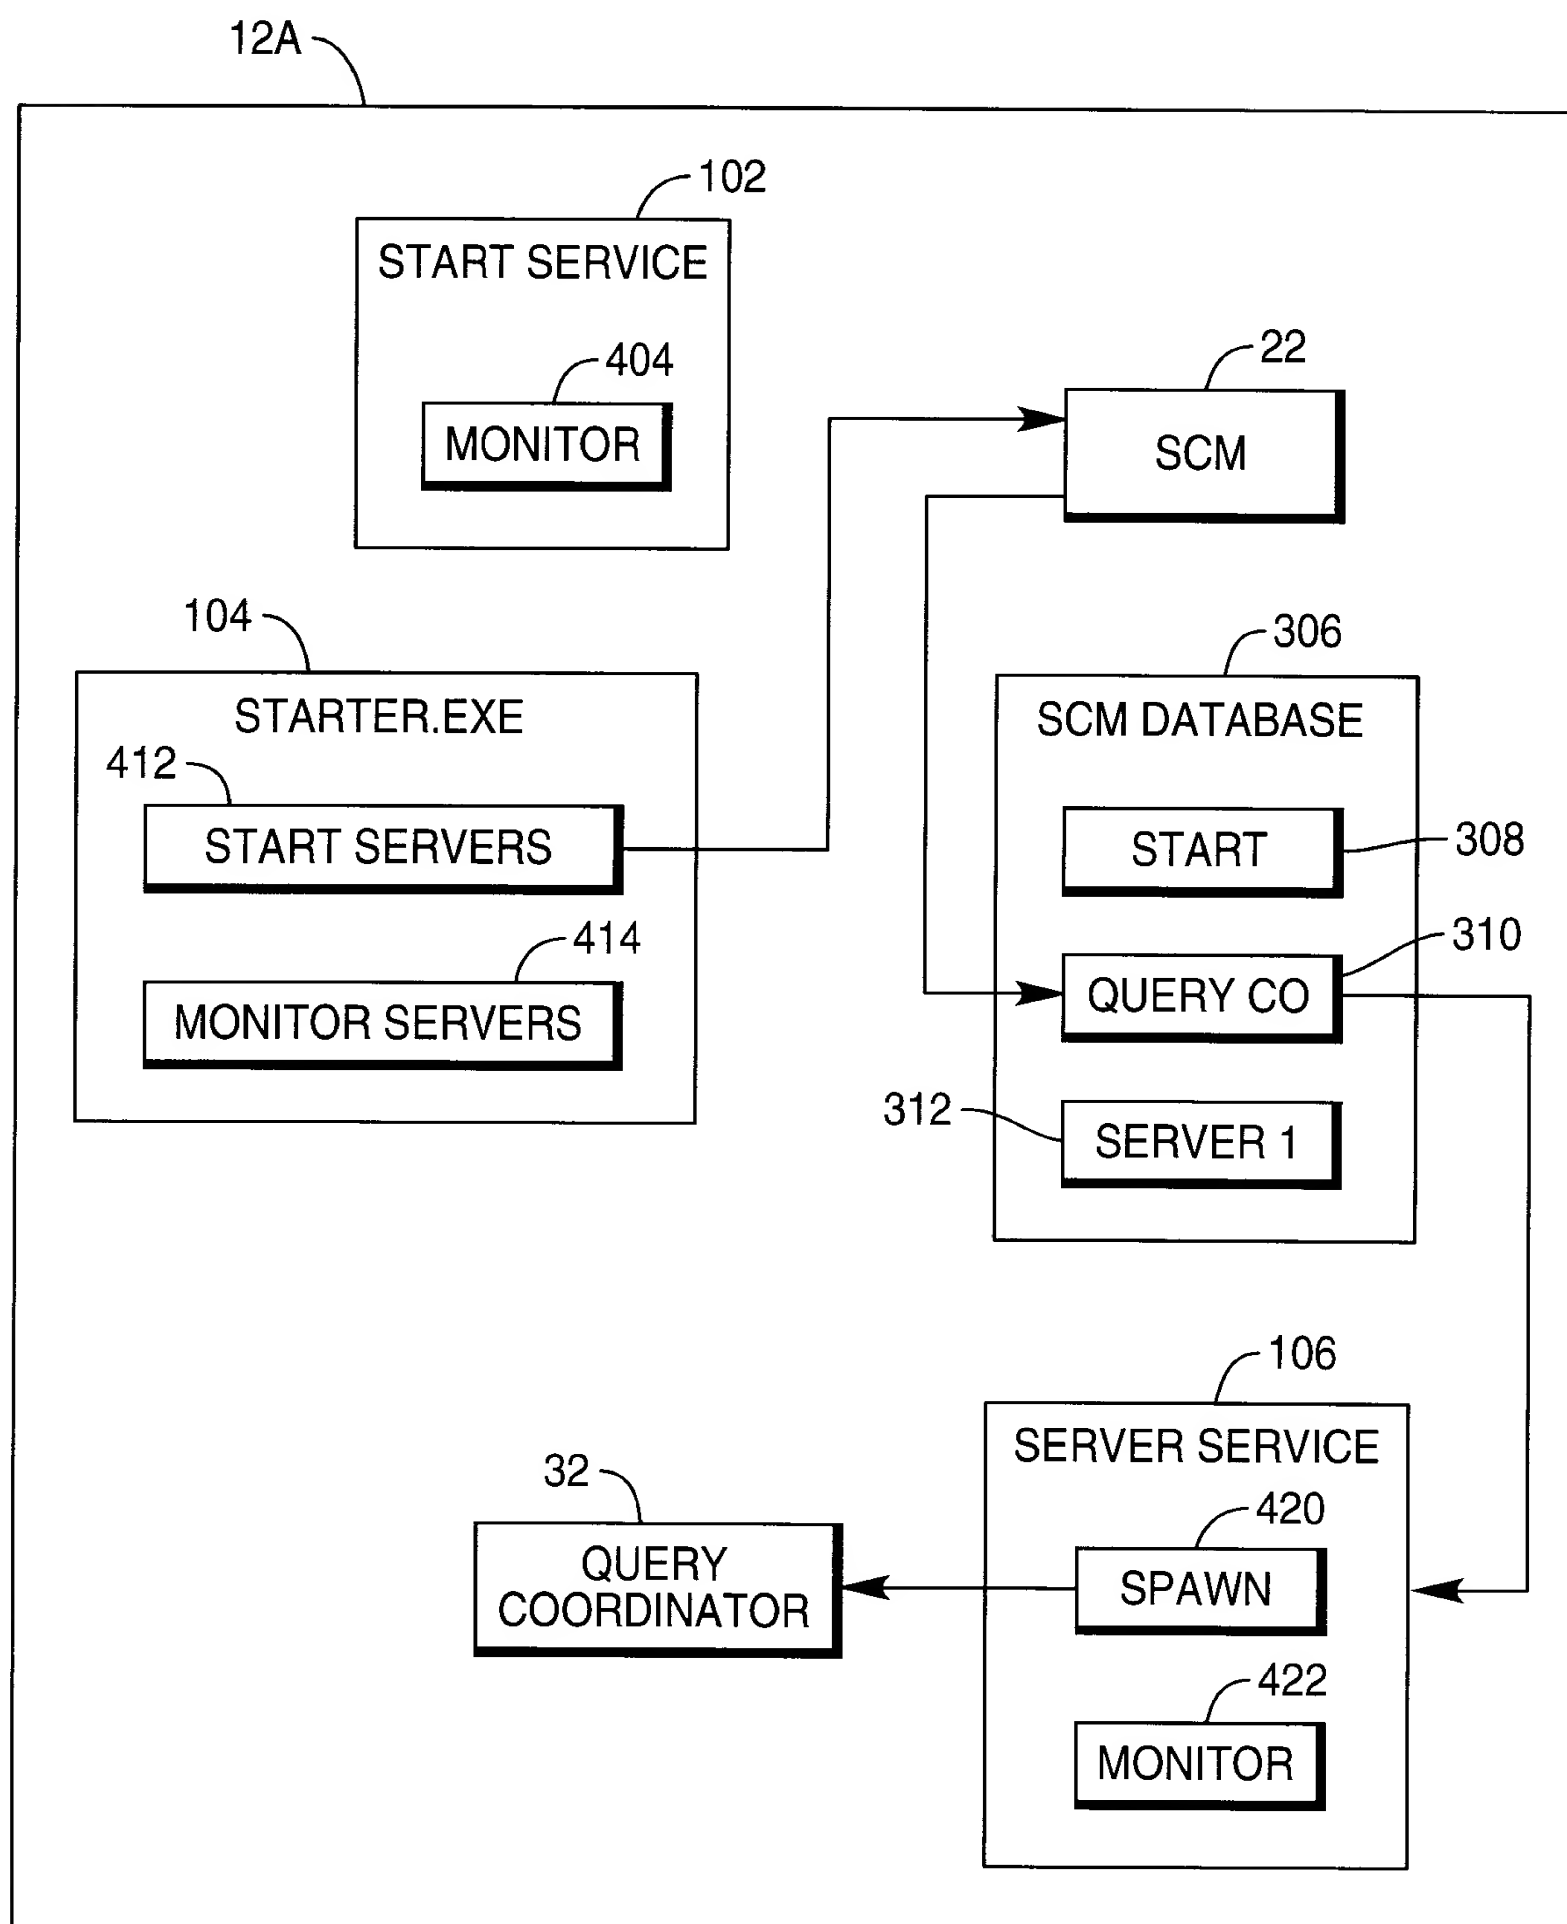 12A
102
START SERVICE
404
MONITOR
22
SCM
104
STARTER.EXE
412
START SERVERS
414
MONITOR SERVERS
306
SCM DATABASE
START
308
310
QUERY CO
312
SERVER 1
106
SERVER SERVICE
32
QUERY
COORDINATOR
420
SPAWN
422
MONITOR